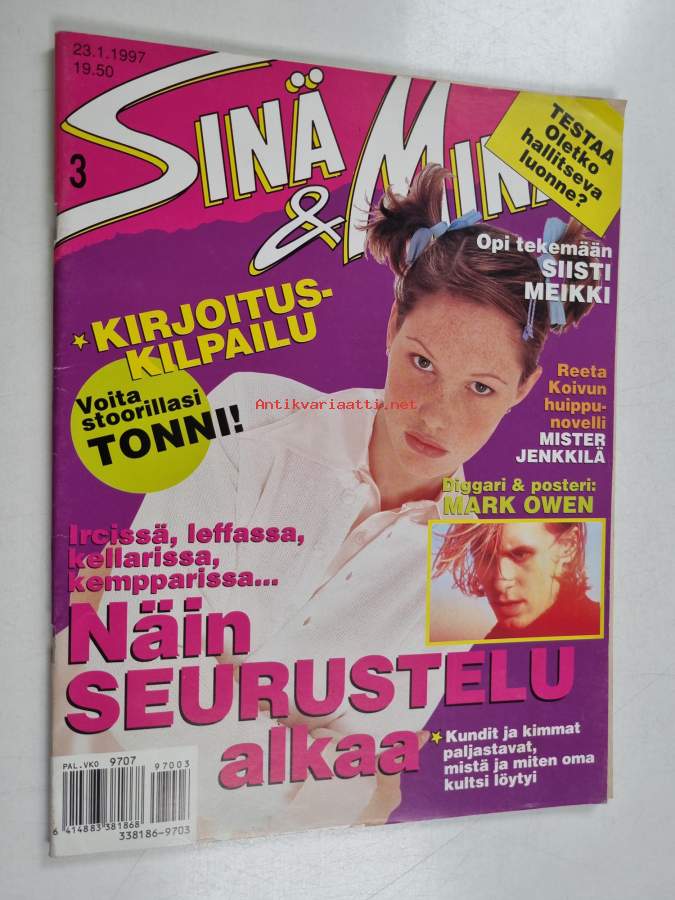 23.1.1997
19.50
3
SINÄ
& MINÄ
TESTAA
Oletko
hallitseva
luonne?
Opi tekemään
SIISTI
MEIKKI
KIRJOITUS-
KILPAILU
Voita
stoorillasi
TONNI!
Antikvariaatti.net
Reeta
Koivun
huippu-
novelli
MISTER
JENKKILÄ
Diggari & posteri:
MARK OWEN
Ircissä, leffassa,
kellarissa,
kempparissa...
Näin
SEURUSTELU
alkaa
Kundit ja kimmat
paljastavat,
mistä ja miten oma
kultsi löytyi
PAL.VKO 9707
97003
6 414883 381868
338186-9703